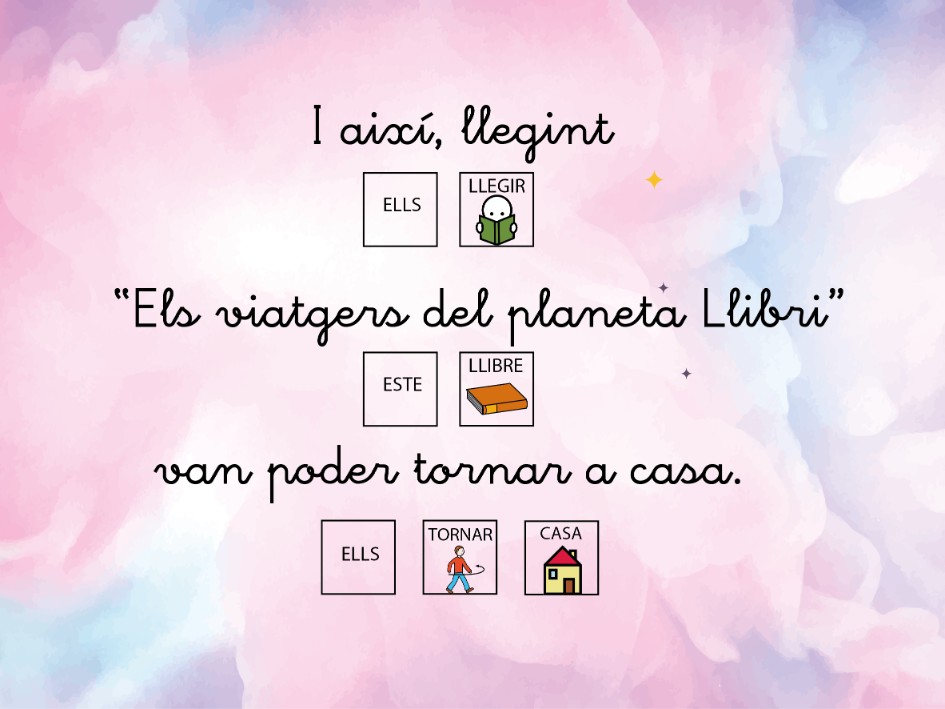 I així, llegint
ELLS LLEGIR
“Els viatgers del planeta Llibri”
ESTE LLIBRE
van poder tornar a casa.
ELLS TORNAR CASA